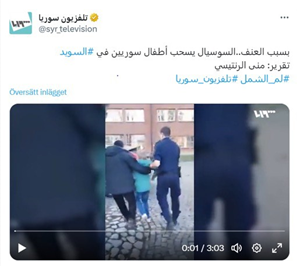 تلفزيون سوريا
@syr_television
بسبب العنف..السوسيال يسحب أطفال سوريين في #السويد
تقرير: منى الرنتيسي
#لم_الشمل #تلفزيون_سوريا
Översätt inlägget
0:01 / 3:03